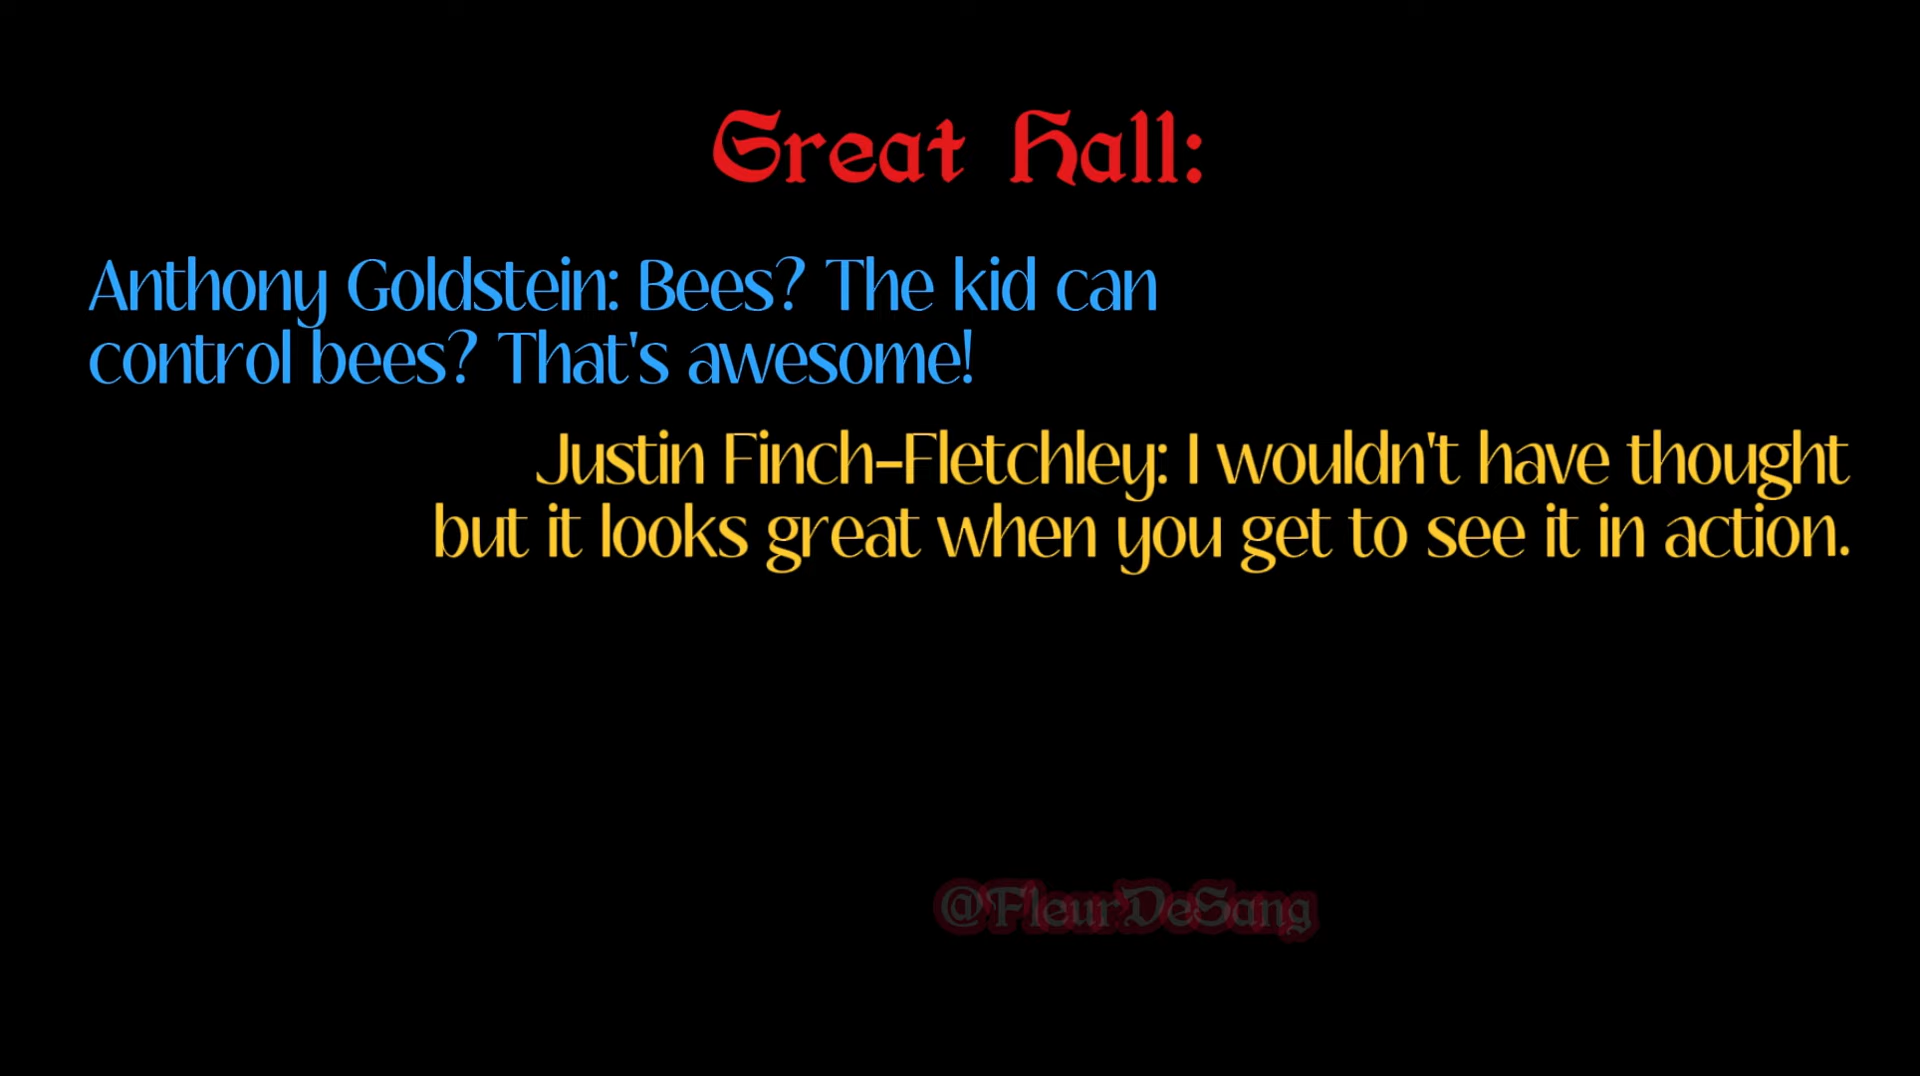 Great Hall:
Anthony Goldstein: Bees? The kid can
control bees? That's awesome!
Justin Finch-Fletchley: I wouldn't have thought
but it looks great when you get to see it in action.
@FleurDeSang